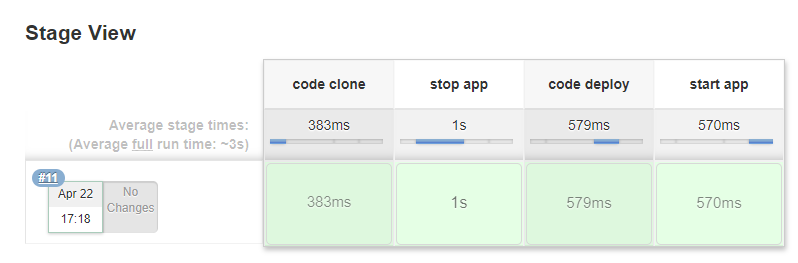 Stage View
code clone stop app code deploy start app
Average stage times: 383ms 1s 579ms 570ms
(Average full run time: ~3s)
#11
Apr 22 No Changes
17:18
383ms 1s 579ms 570ms